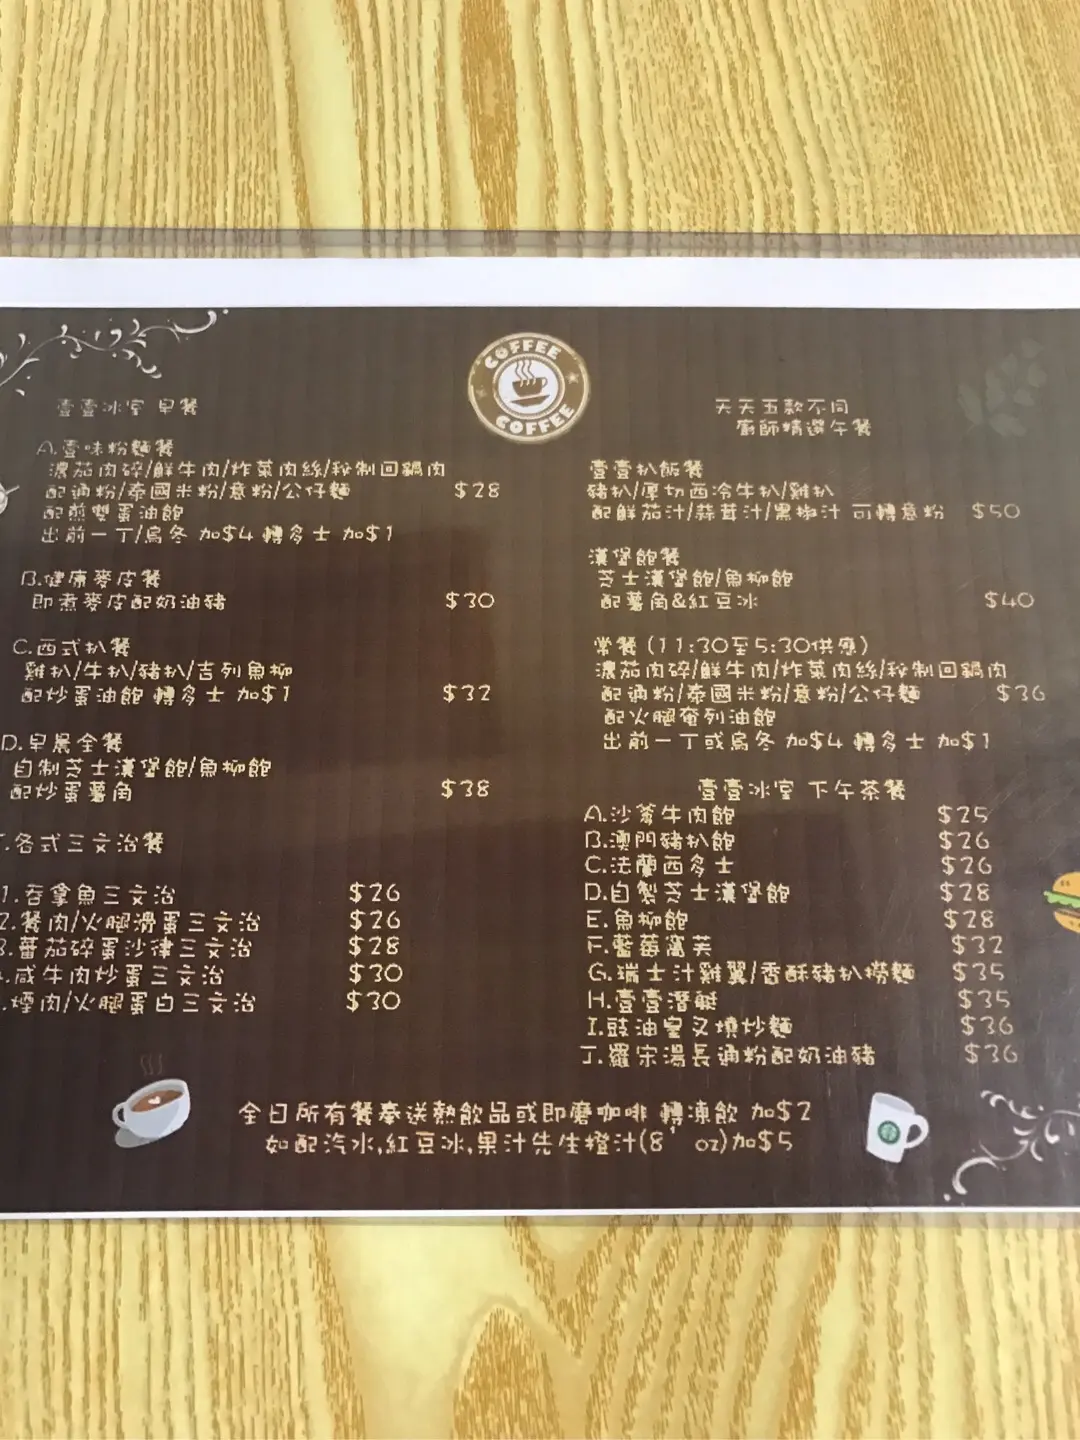 COFFEE
COFFEE
壹壹冰室 早餐
A.壹味粉麵餐
濃茄肉碎/鮮牛肉/炸菜肉絲/秘制回鍋肉
配通粉/泰國米粉/意粉/公仔麵 $28
配煎雙蛋油飽
出前一丁/烏冬 加$4 轉多士 加$1
B.健康麥皮餐
即煮麥皮配奶油豬 $30
C.西式扒餐
雞扒/牛扒/豬扒/吉列魚柳
配炒蛋油飽 轉多士 加$1 $32
D.早晨全餐
自制芝士漢堡飽/魚柳飽
配炒蛋薯角 $38
各式三文治餐
1.吞拿魚三文治 $26
2.餐肉/火腿滑蛋三文治 $26
3.蕃茄碎蛋沙律三文治 $28
.咸牛肉炒蛋三文治 $30
.煙肉/火腿蛋白三文治 $30
天天五款不同
廚師精選午餐
壹壹扒飯餐
豬扒/厚切西冷牛扒/雞扒
配鮮茄汁/蒜茸汁/黑椒汁 可轉意粉 $50
漢堡飽餐
芝士漢堡飽/魚柳飽
配薯角&紅豆冰 $40
常餐(11:30至5:30供應)
濃茄肉碎/鮮牛肉/炸菜肉絲/秘制回鍋肉
配通粉/泰國米粉/意粉/公仔麵 $36
配火腿奄列油飽
出前一丁或烏冬 加$4 轉多士 加$1
壹壹冰室 下午茶餐
A.沙爹牛肉飽 $25
B.澳門豬扒飽 $26
C.法蘭西多士 $26
D.自製芝士漢堡飽 $28
E.魚柳飽 $28
F.藍莓窩芙 $32
G.瑞士汁雞翼/香酥豬扒撈麵 $35
H.壹壹潛艇 $35
I.豉油皇叉燒炒麵 $36
J.羅宋湯長通粉配奶油豬 $36
全日所有餐奉送熱飲品或即磨咖啡 轉凍飲 加$2
如配汽水,紅豆冰,果汁先生橙汁(8' oz)加$5